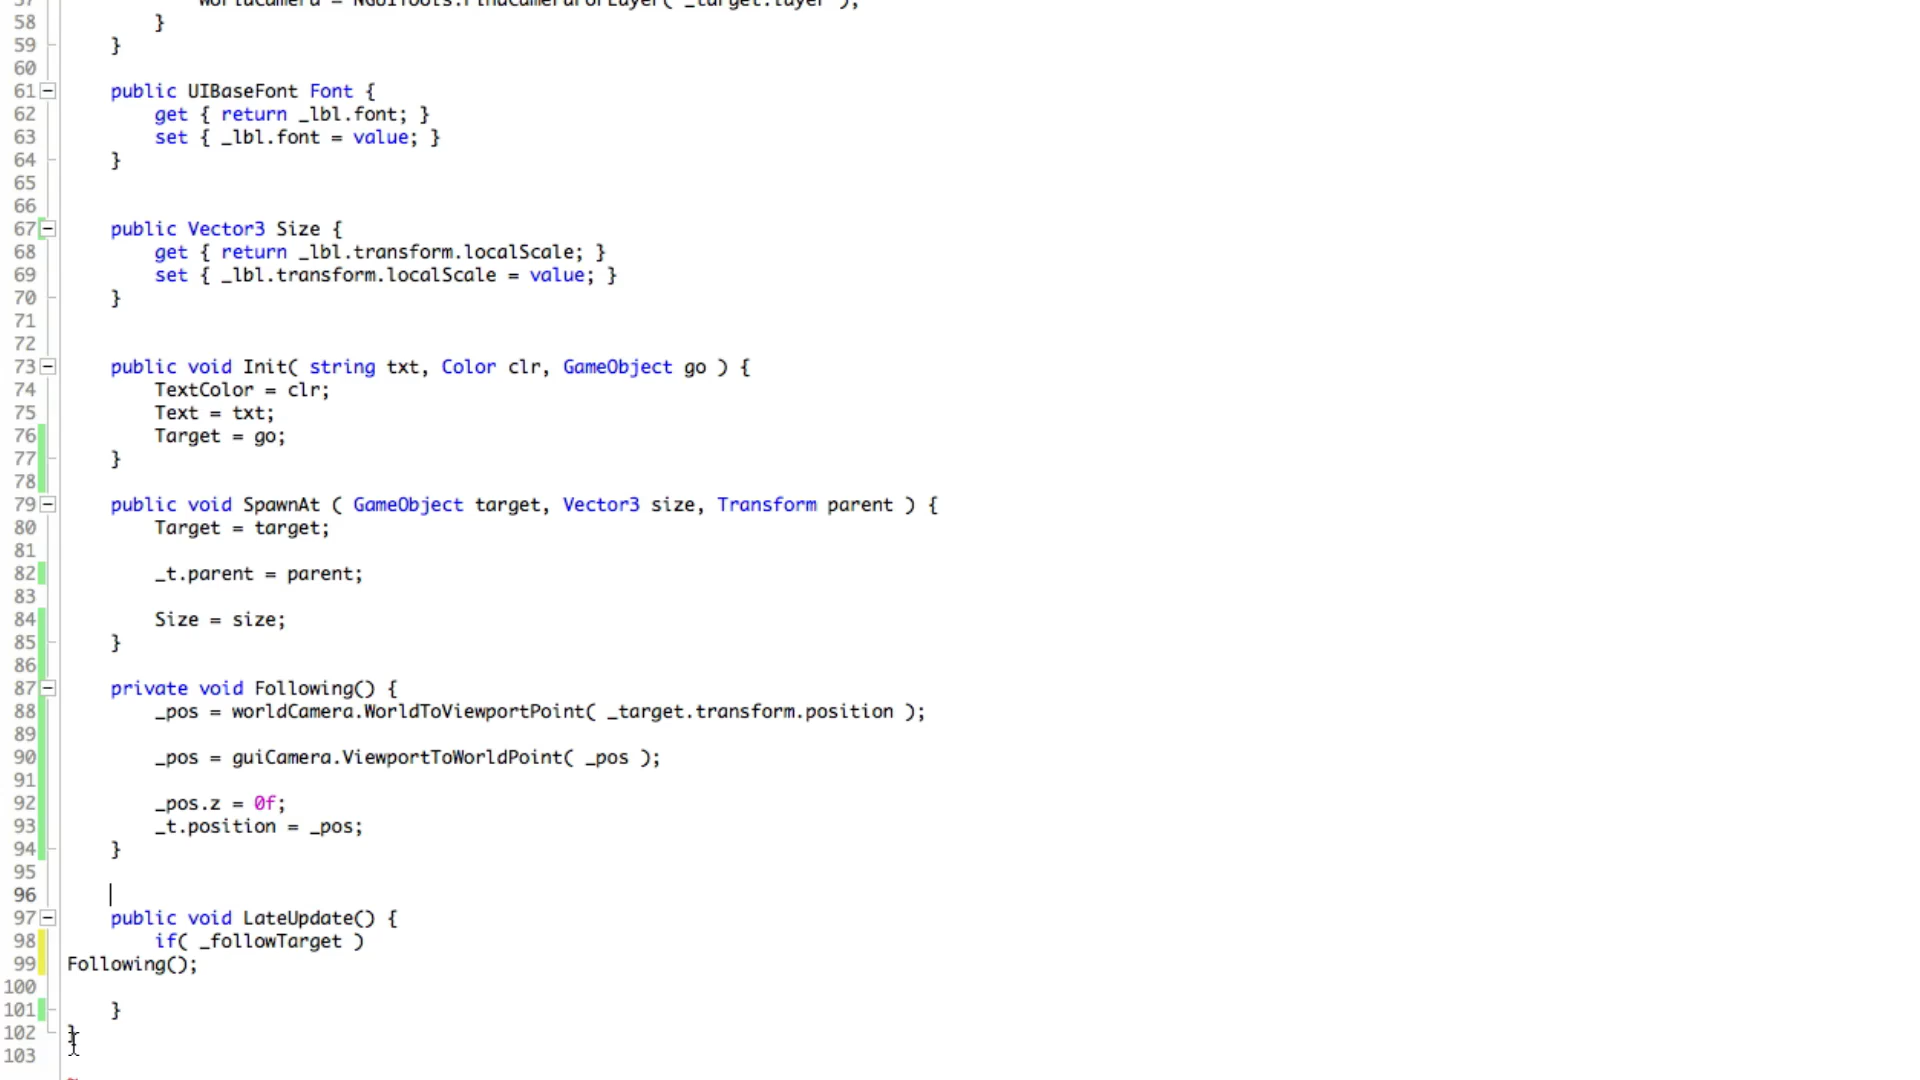 57 worldCamera = NGUITools.FindCameraForLayer( _target.layer );
58 }
59 }
60
61 public UIBaseFont Font {
62 get { return _lbl.font; }
63 set { _lbl.font = value; }
64 }
65
66
67 public Vector3 Size {
68 get { return _lbl.transform.localScale; }
69 set { _lbl.transform.localScale = value; }
70 }
71
72
73 public void Init( string txt, Color clr, GameObject go ) {
74 TextColor = clr;
75 Text = txt;
76 Target = go;
77 }
78
79 public void SpawnAt ( GameObject target, Vector3 size, Transform parent ) {
80 Target = target;
81
82 _t.parent = parent;
83
84 Size = size;
85 }
86
87 private void Following() {
88 _pos = worldCamera.WorldToViewportPoint( _target.transform.position );
89
90 _pos = guiCamera.ViewportToWorldPoint( _pos );
91
92 _pos.z = 0f;
93 _t.position = _pos;
94 }
95
96
97 public void LateUpdate() {
98 if( _followTarget )
99 Following();
100
101 }
102 }
103